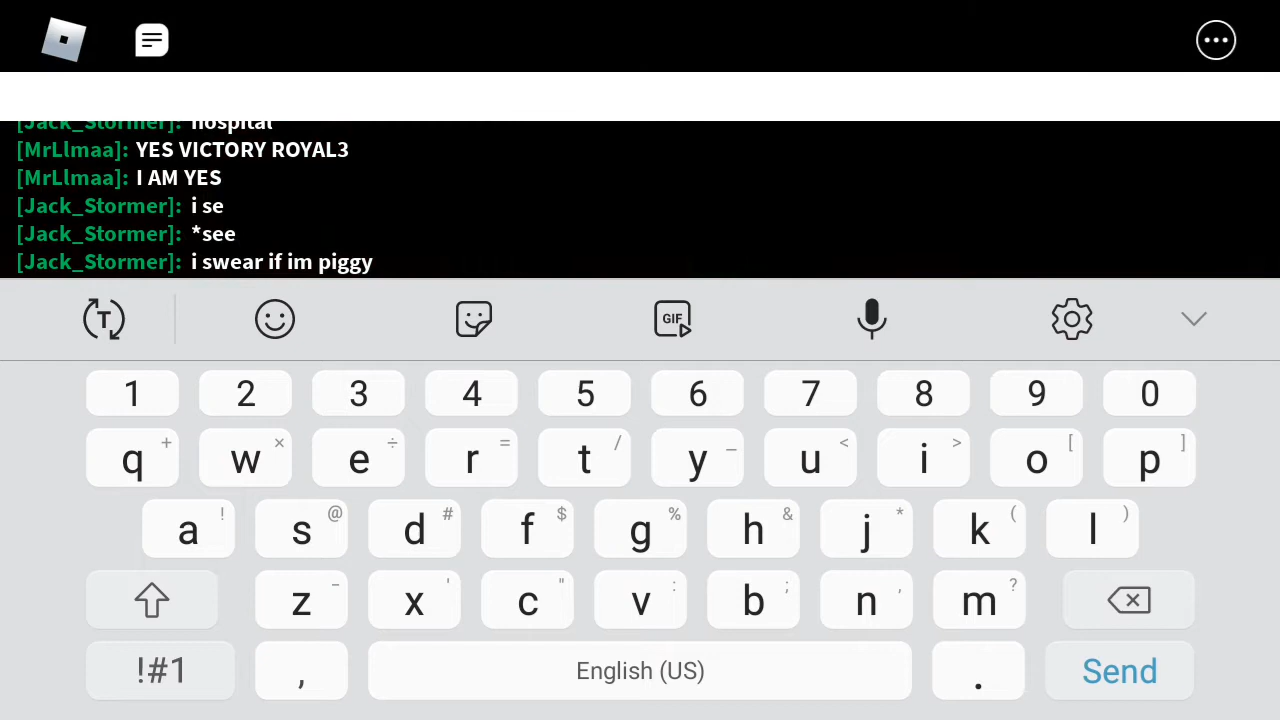 [Jack_Stormer]: hospital
[MrLlmaa]: YES VICTORY ROYAL3
[MrLlmaa]: I AM YES
[Jack_Stormer]: i se
[Jack_Stormer]: *see
[Jack_Stormer]: i swear if im piggy
T GIF
1 2 3 4 5 6 7 8 9 0
q + w × e ÷ r = t / y _ u < i > o [ p ]
a ! s @ d # f $ g % h & j * k ( l )
z - x ' c " v : b ; n , m ?
!#1 , English (US) . Send